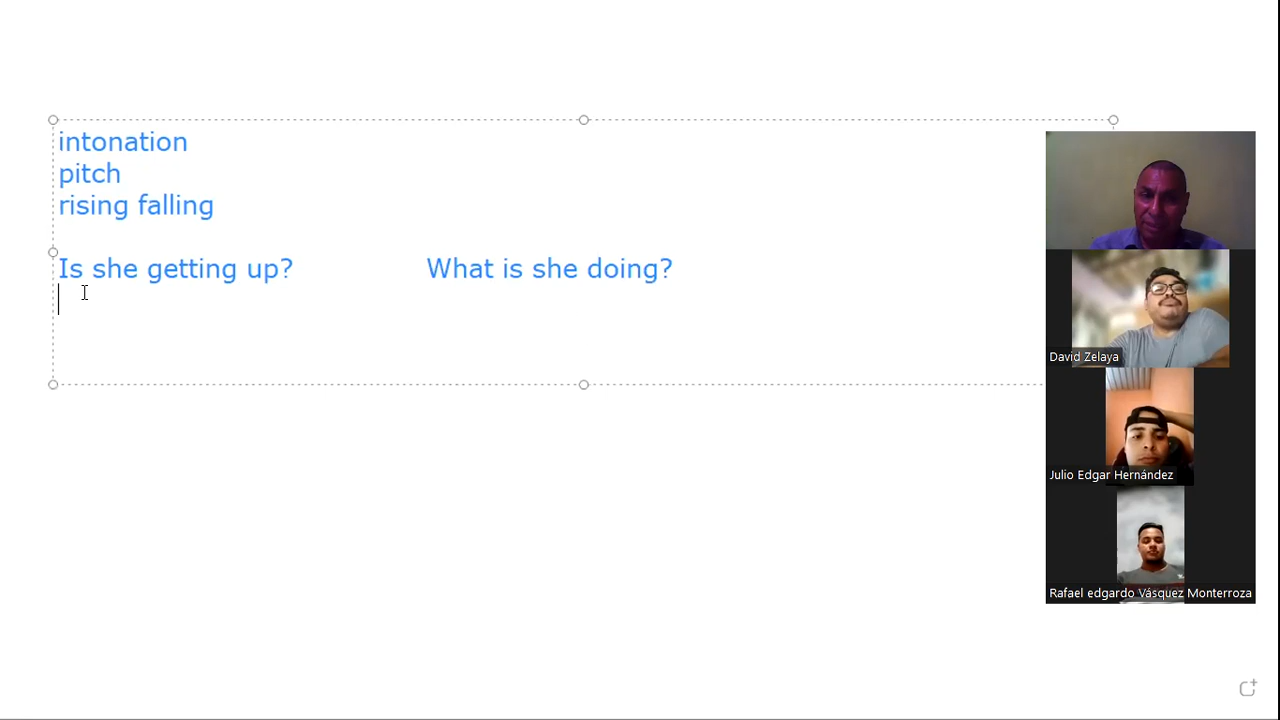 intonation
pitch
rising falling
Is she getting up? What is she doing?
David Zelaya
Julio Edgar Hernández
Rafael edgardo Vásquez Monterroza